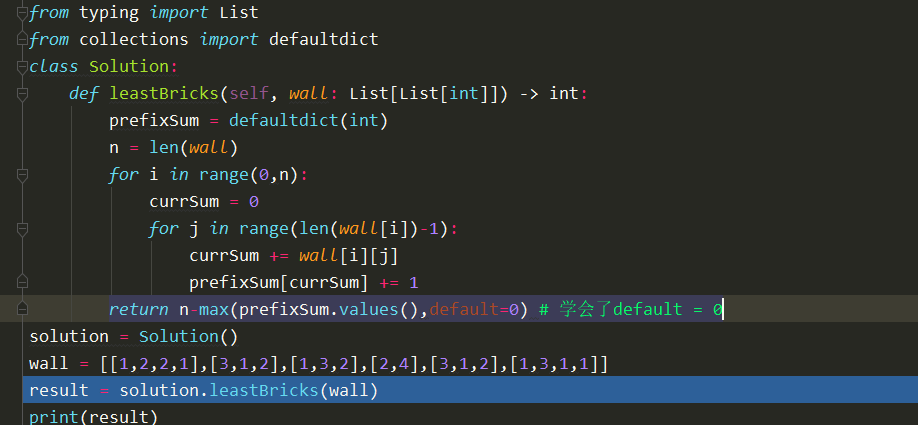 from typing import List
from collections import defaultdict
class Solution:
    def leastBricks(self, wall: List[List[int]]) -> int:
        prefixSum = defaultdict(int)
        n = len(wall)
        for i in range(0,n):
            currSum = 0
            for j in range(len(wall[i])-1):
                currSum += wall[i][j]
                prefixSum[currSum] += 1
        return n-max(prefixSum.values(),default=0) # 学会了default = 0
solution = Solution()
wall = [[1,2,2,1],[3,1,2],[1,3,2],[2,4],[3,1,2],[1,3,1,1]]
result = solution.leastBricks(wall)
print(result)